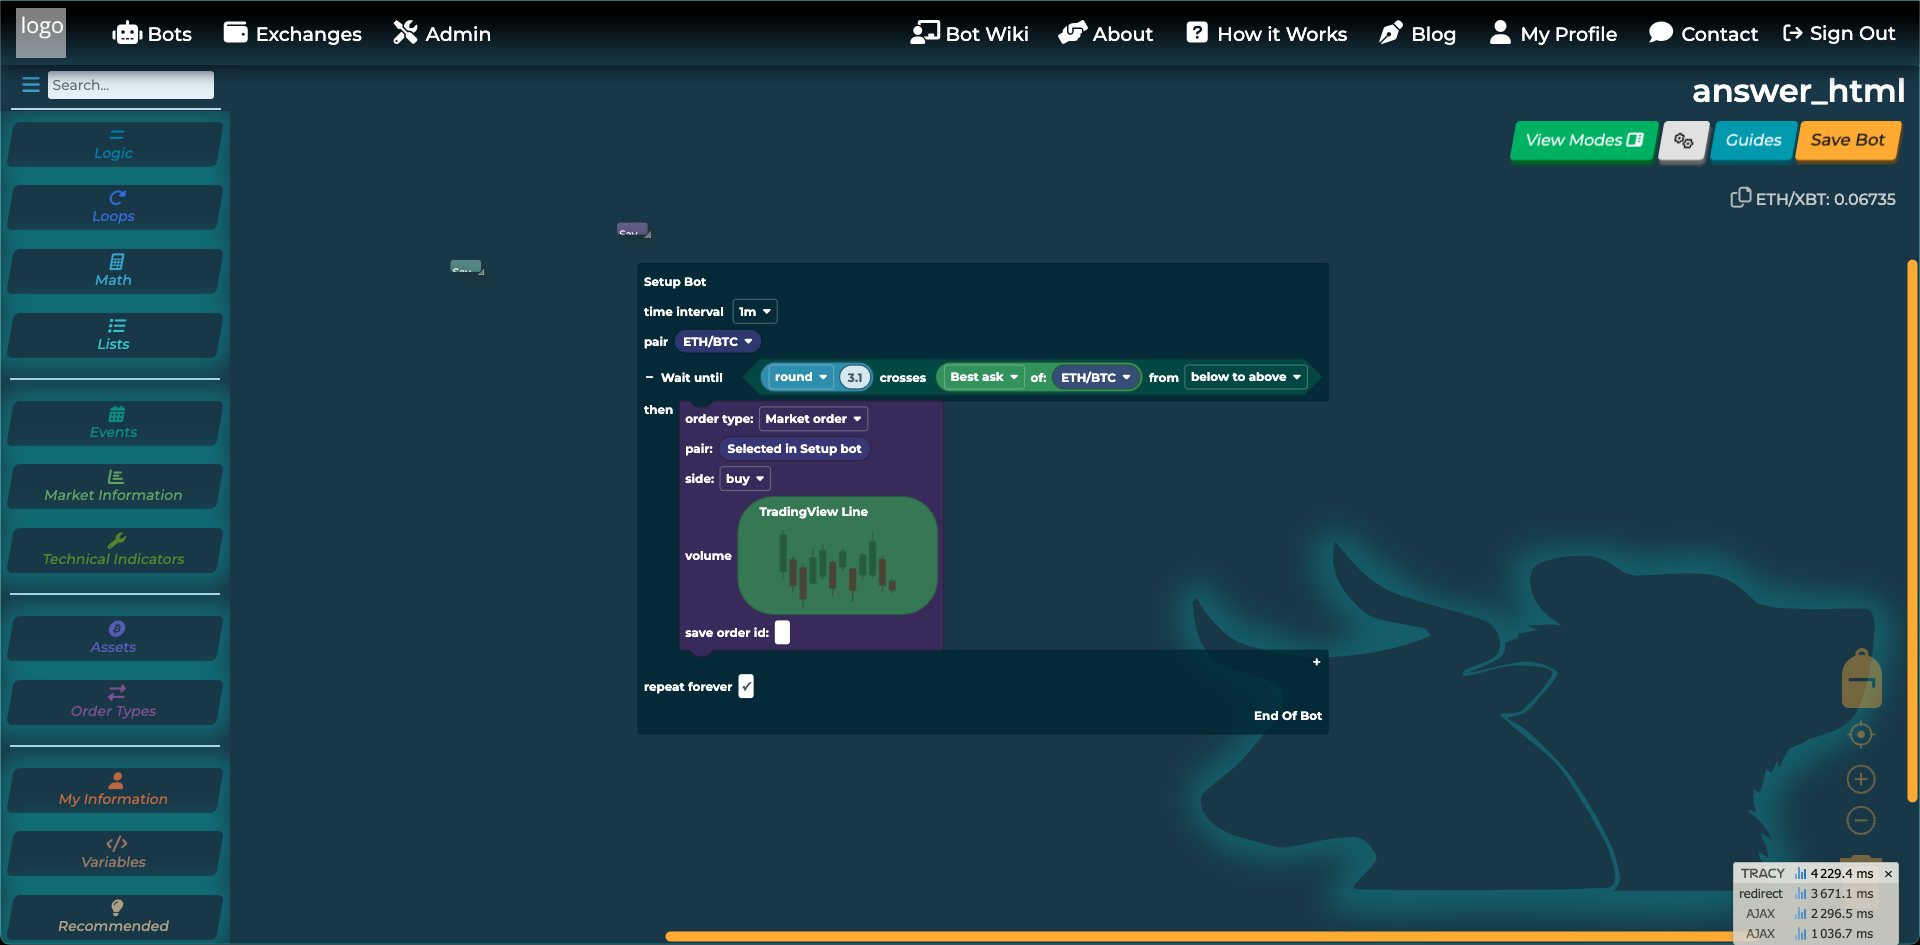 logo
Bots
Exchanges
Admin
Bot Wiki
About
How it Works
Blog
My Profile
Contact
Sign Out
Search...
answer_html
View Modes
Guides
Save Bot
ETH/XBT: 0.06735
Logic
Loops
Math
Lists
Events
Market Information
Technical Indicators
Assets
Order Types
My Information
Variables
Recommended
Setup Bot
time interval 1m
pair ETH/BTC
Wait until round 3.1 crosses Best ask of: ETH/BTC from below to above
then
order type: Market order
pair: Selected in Setup bot
side: buy
TradingView Line
volume
save order id:
+
repeat forever
End Of Bot
TRACY 4 229.4 ms ×
redirect 3 671.1 ms
AJAX 2 296.5 ms
AJAX 1 036.7 ms